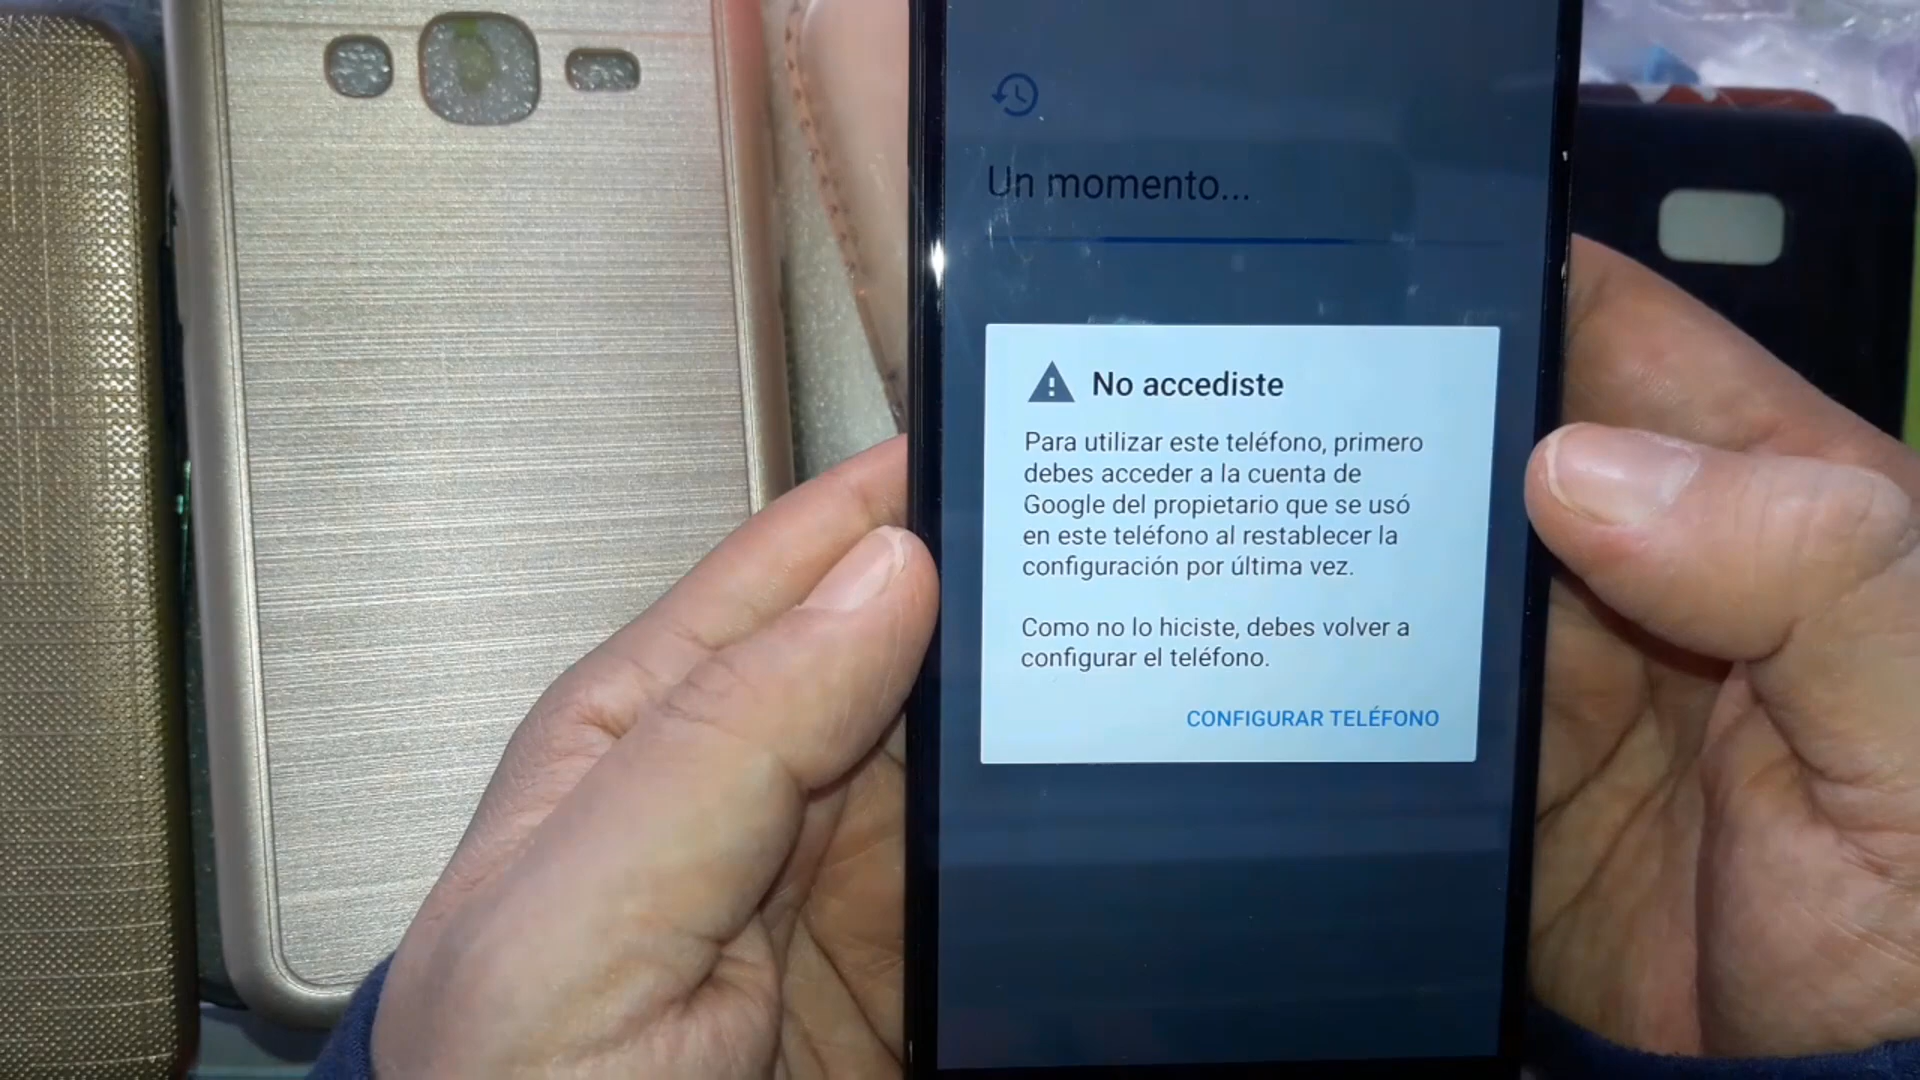 Un momento...
No accediste
Para utilizar este teléfono, primero
debes acceder a la cuenta de
Google del propietario que se usó
en este teléfono al restablecer la
configuración por última vez.
Como no lo hiciste, debes volver a
configurar el teléfono.
CONFIGURAR TELÉFONO